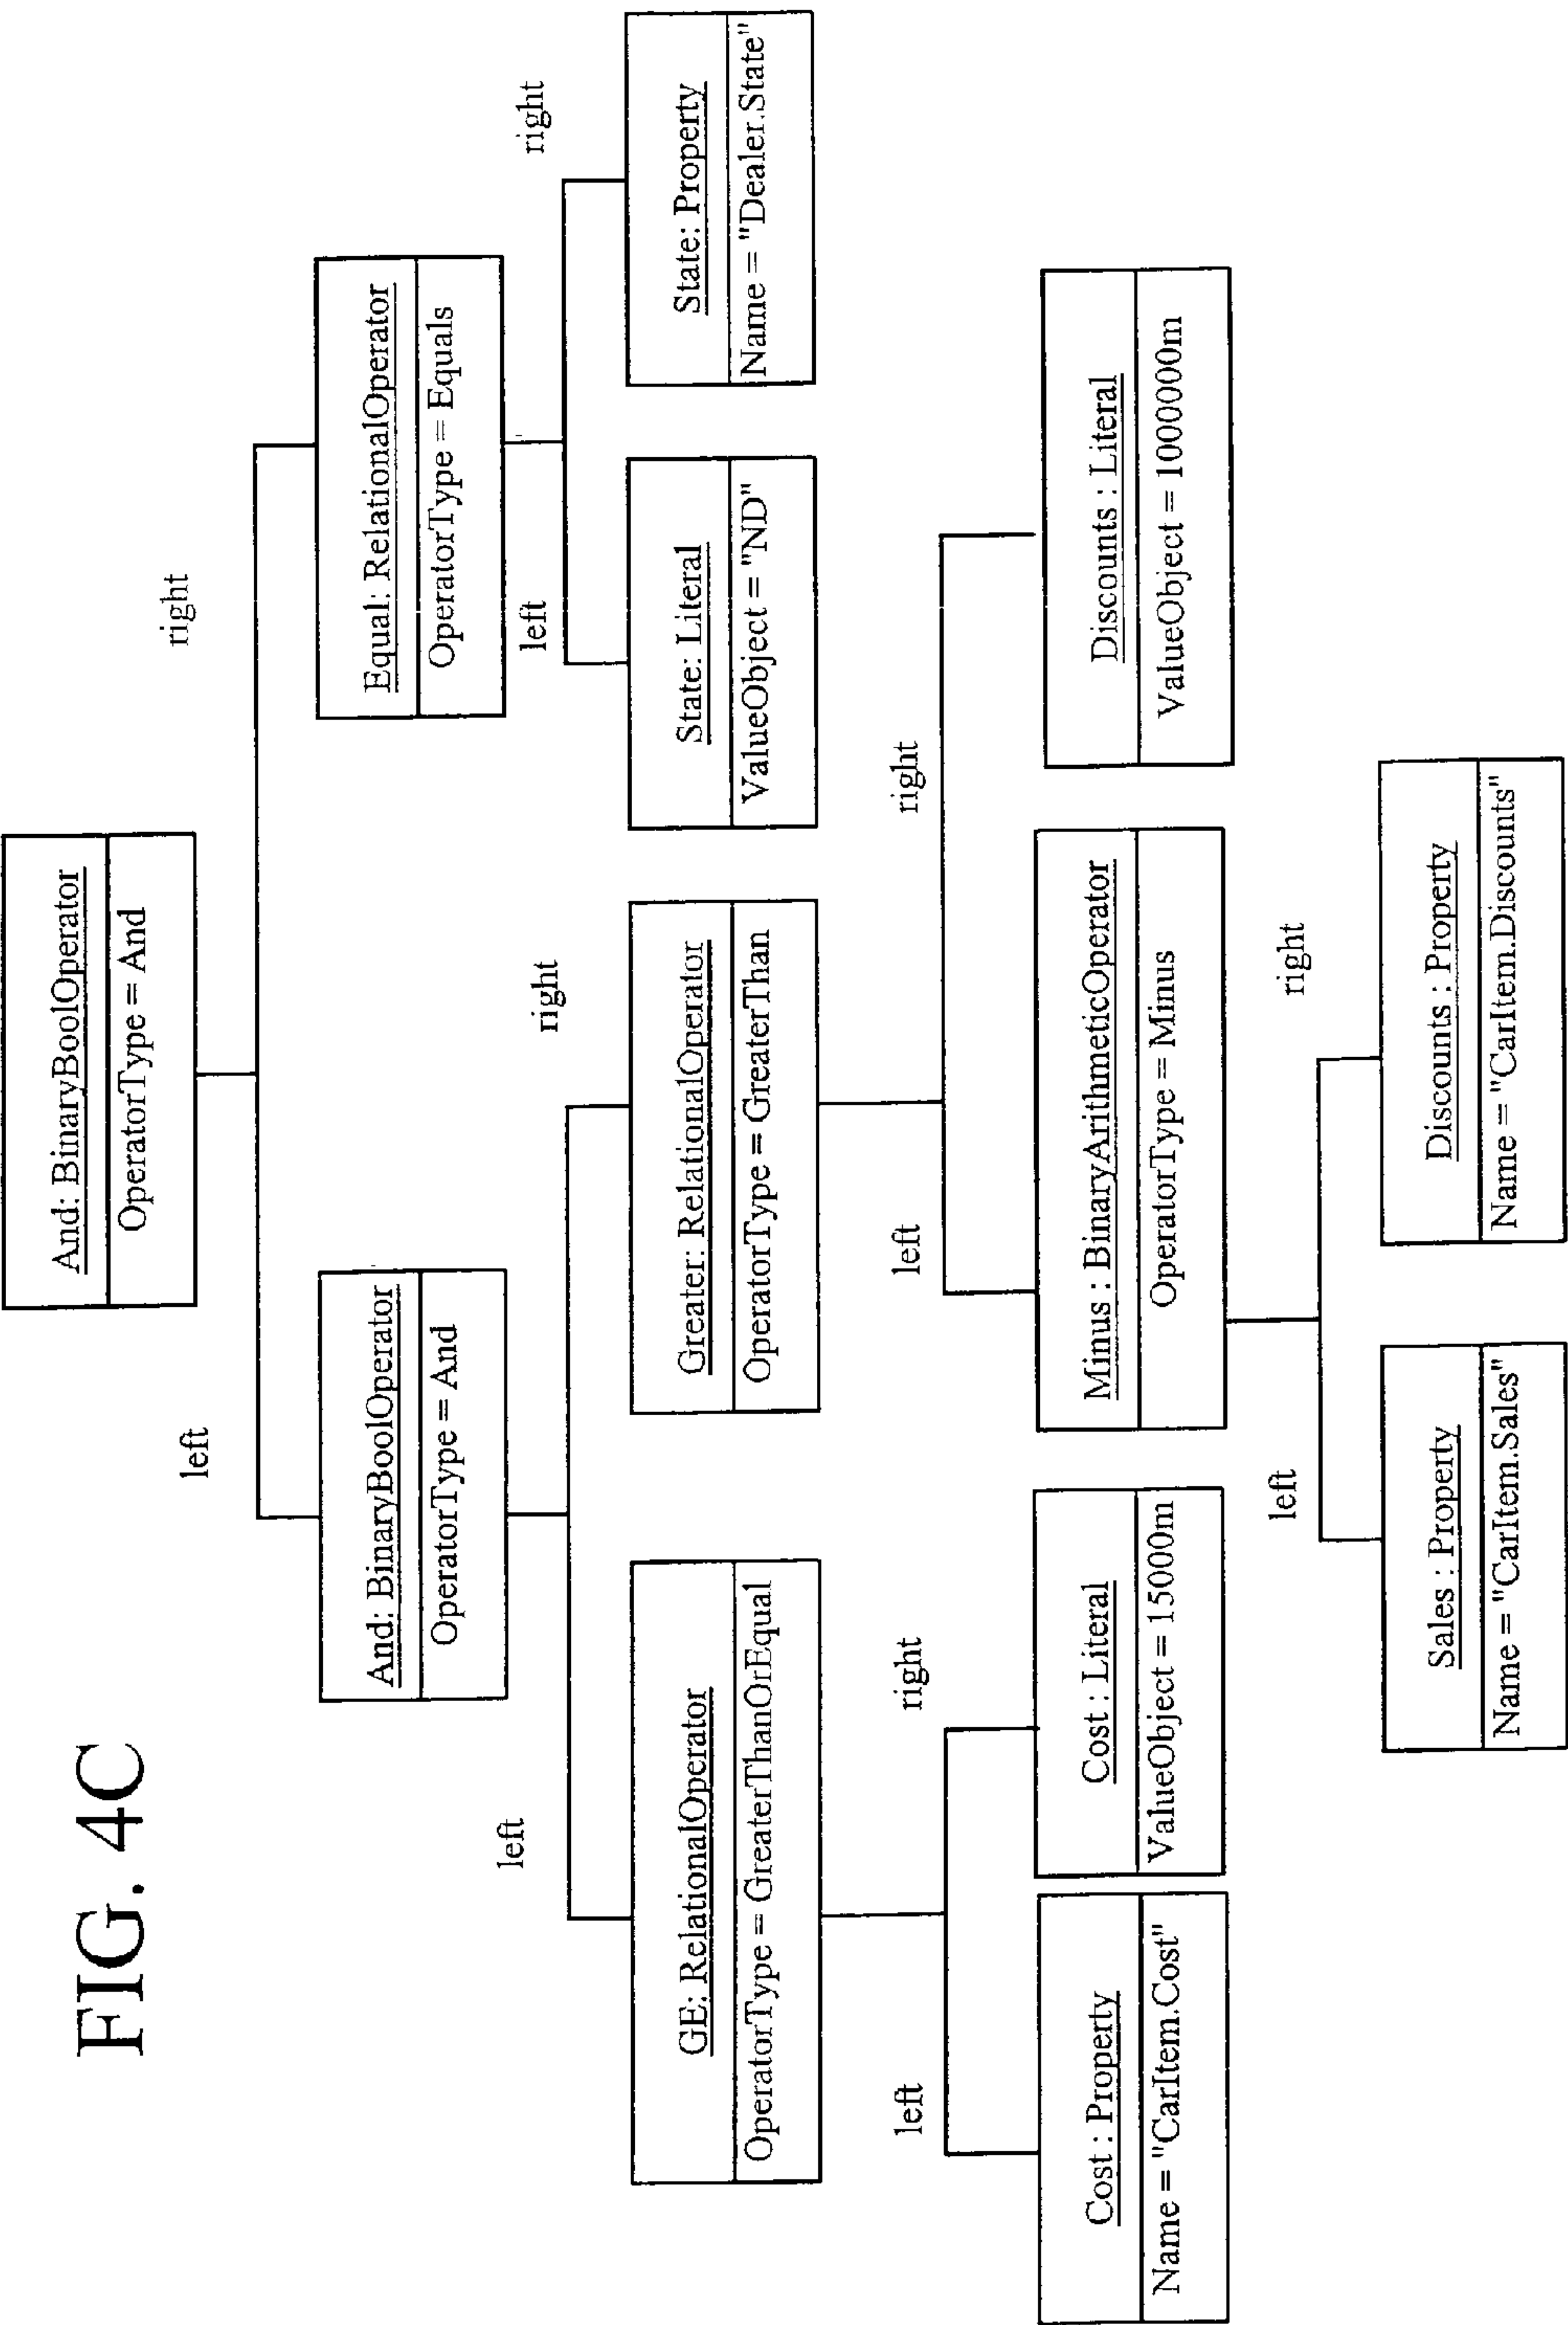 FIG. 4C
And: BinaryBoolOperator
OperatorType = And
left
right
And: BinaryBoolOperator
OperatorType = And
Equal: RelationalOperator
OperatorType = Equals
left
right
left
right
GE: RelationalOperator
OperatorType = GreaterThanOrEqual
Greater: RelationalOperator
OperatorType = GreaterThan
State: Literal
ValueObject = "ND"
State: Property
Name = "Dealer.State"
left
right
left
right
Cost : Property
Name = "CarItem.Cost"
Cost : Literal
ValueObject = 15000m
Minus : BinaryArithmeticOperator
OperatorType = Minus
Discounts : Literal
ValueObject = 100000m
left
right
Sales : Property
Name = "CarItem.Sales"
Discounts : Property
Name = "CarItem.Discounts"